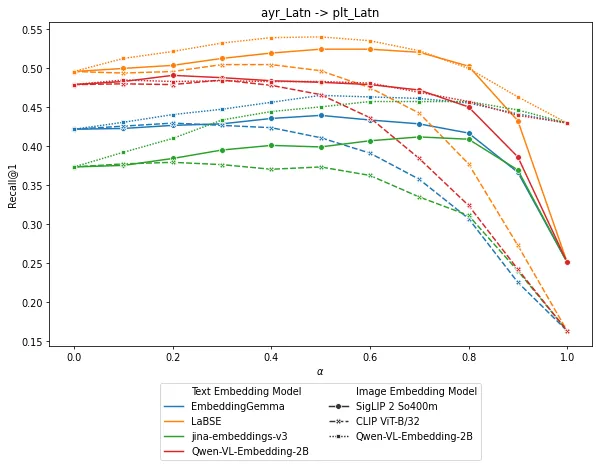 ayr_Latn -> plt_Latn
0.55
0.50
0.45
0.40
0.35
0.30
0.25
0.20
0.15
Recall@1
0.0 0.2 0.4 0.6 0.8 1.0
α
Text Embedding Model Image Embedding Model
EmbeddingGemma SigLIP 2 So400m
LaBSE CLIP ViT-B/32
jina-embeddings-v3 Qwen-VL-Embedding-2B
Qwen-VL-Embedding-2B